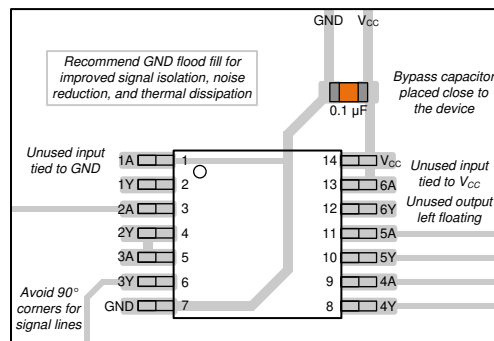 GND V_CC
Recommend GND flood fill for
improved signal isolation, noise
reduction, and thermal dissipation
Bypass capacitor
placed close to
the device
0.1 µF
Unused input
tied to GND
1A 1 14 V_CC
1Y 2 13 6A
2A 3 12 6Y
2Y 4 11 5A
3A 5 10 5Y
3Y 6 9 4A
GND 7 8 4Y
Unused input
tied to V_CC
Unused output
left floating
Avoid 90°
corners for
signal lines